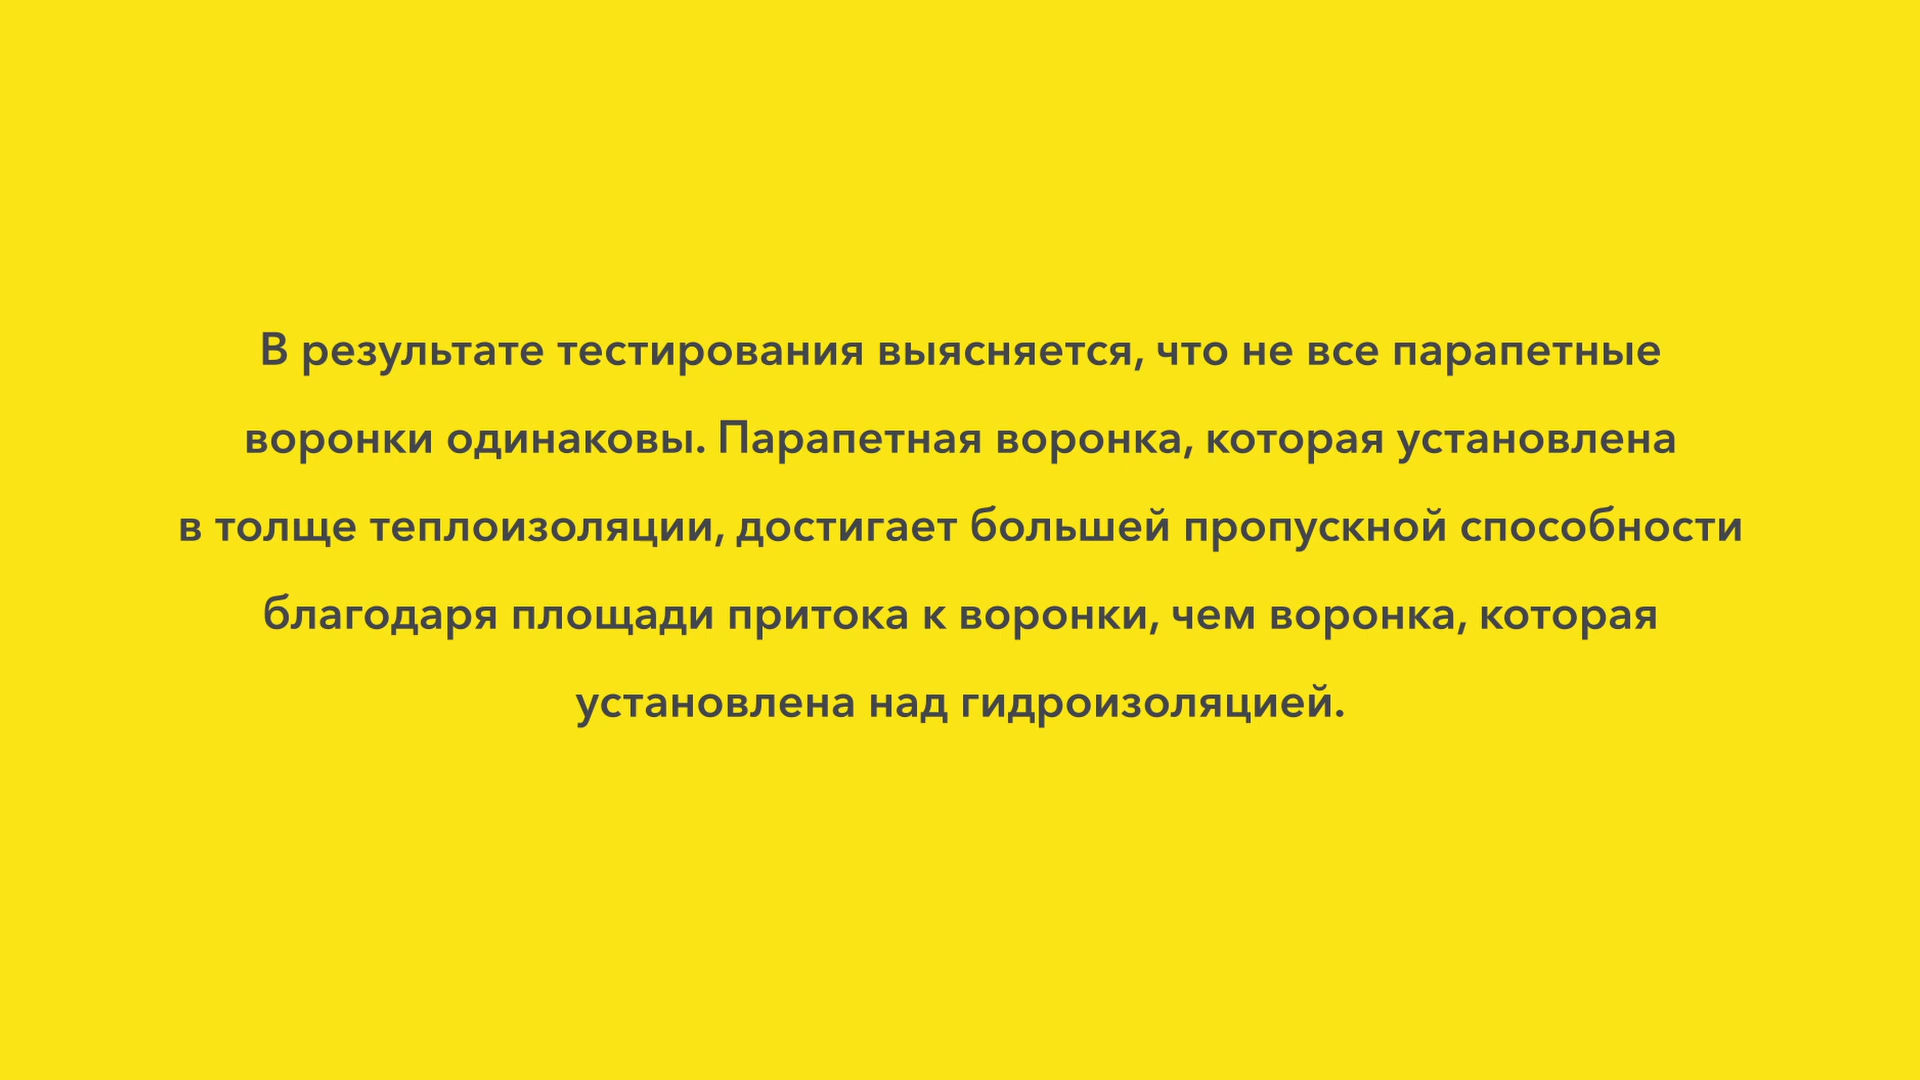 В результате тестирования выясняется, что не все парапетные
воронки одинаковы. Парапетная воронка, которая установлена
в толще теплоизоляции, достигает большей пропускной способности
благодаря площади притока к воронки, чем воронка, которая
установлена над гидроизоляцией.